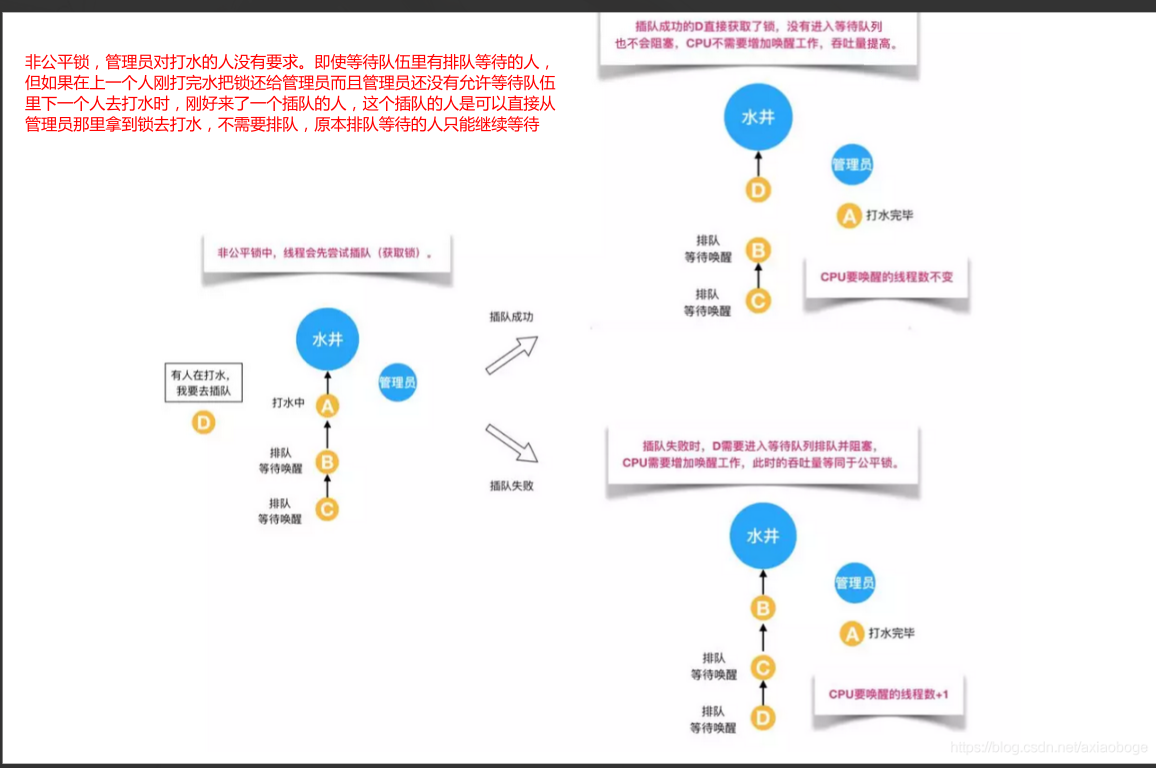 非公平锁，管理员对打水的人没有要求。即使等待队伍里有排队等待的人，
但如果在上一个人刚打完水把锁还给管理员而且管理员还没有允许等待队伍
里下一个人去打水时，刚好来了一个插队的人，这个插队的人是可以直接从
管理员那里拿到锁去打水，不需要排队，原本排队等待的人只能继续等待
非公平锁中，线程会先尝试插队（获取锁）。
水井
有人在打水，
我要去插队
D
管理员
打水中
A
排队
等待唤醒
B
排队
等待唤醒
C
插队成功
插队失败
插队成功的D直接获取了锁，没有进入等待队列
也不会阻塞，CPU不需要增加唤醒工作，吞吐量提高。
水井
管理员
D
A 打水完毕
排队
等待唤醒
B
CPU要唤醒的线程数不变
排队
等待唤醒
C
插队失败时，D需要进入等待队列排队并阻塞，
CPU需要增加唤醒工作，此时的吞吐量等同于公平锁。
水井
管理员
B
A 打水完毕
排队
等待唤醒
C
CPU要唤醒的线程数+1
排队
等待唤醒
D
https://blog.csdn.net/axiaoboge